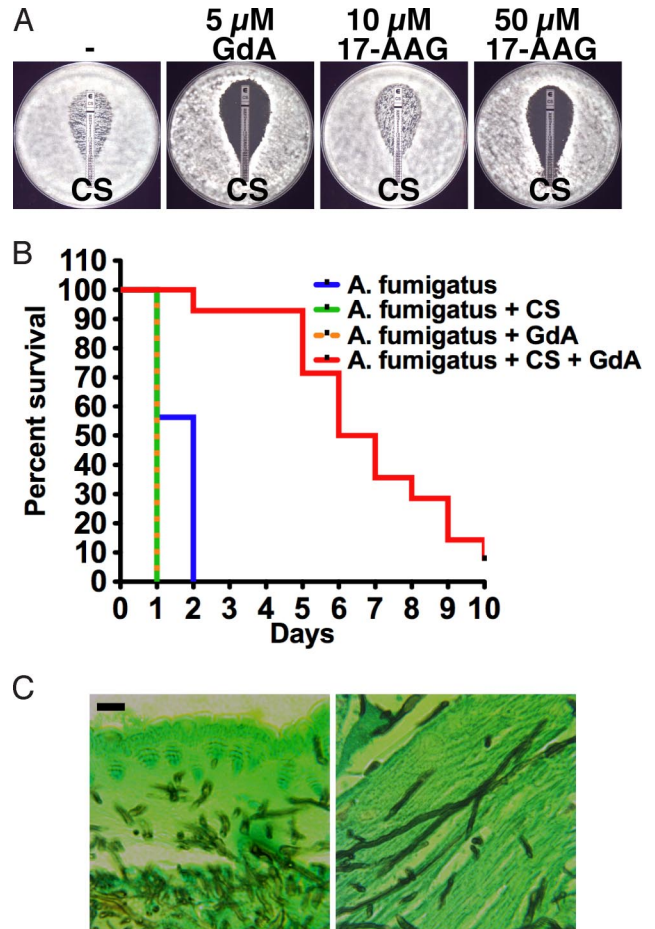 A
-
5 µM
GdA
10 µM
17-AAG
50 µM
17-AAG
CS
CS
CS
CS
B
110
100
90
80
70
60
50
40
30
20
10
0
Percent survival
0 1 2 3 4 5 6 7 8 9 10
Days
A. fumigatus
A. fumigatus + CS
A. fumigatus + GdA
A. fumigatus + CS + GdA
C